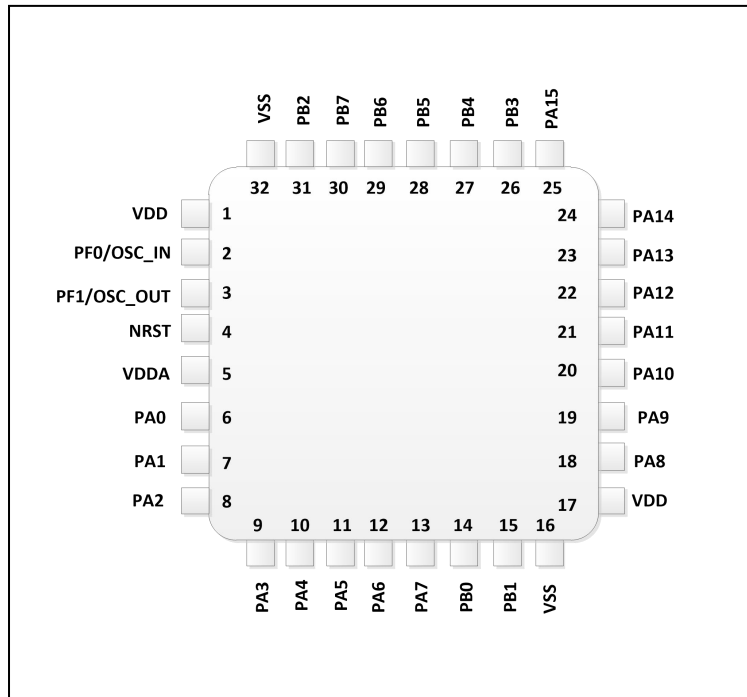 VSS PB2 PB7 PB6 PB5 PB4 PB3 PA15
32 31 30 29 28 27 26 25
VDD 1 24 PA14
PF0/OSC_IN 2 23 PA13
PF1/OSC_OUT 3 22 PA12
NRST 4 21 PA11
VDDA 5 20 PA10
PA0 6 19 PA9
PA1 7 18 PA8
PA2 8 17 VDD
9 10 11 12 13 14 15 16
PA3 PA4 PA5 PA6 PA7 PB0 PB1 VSS